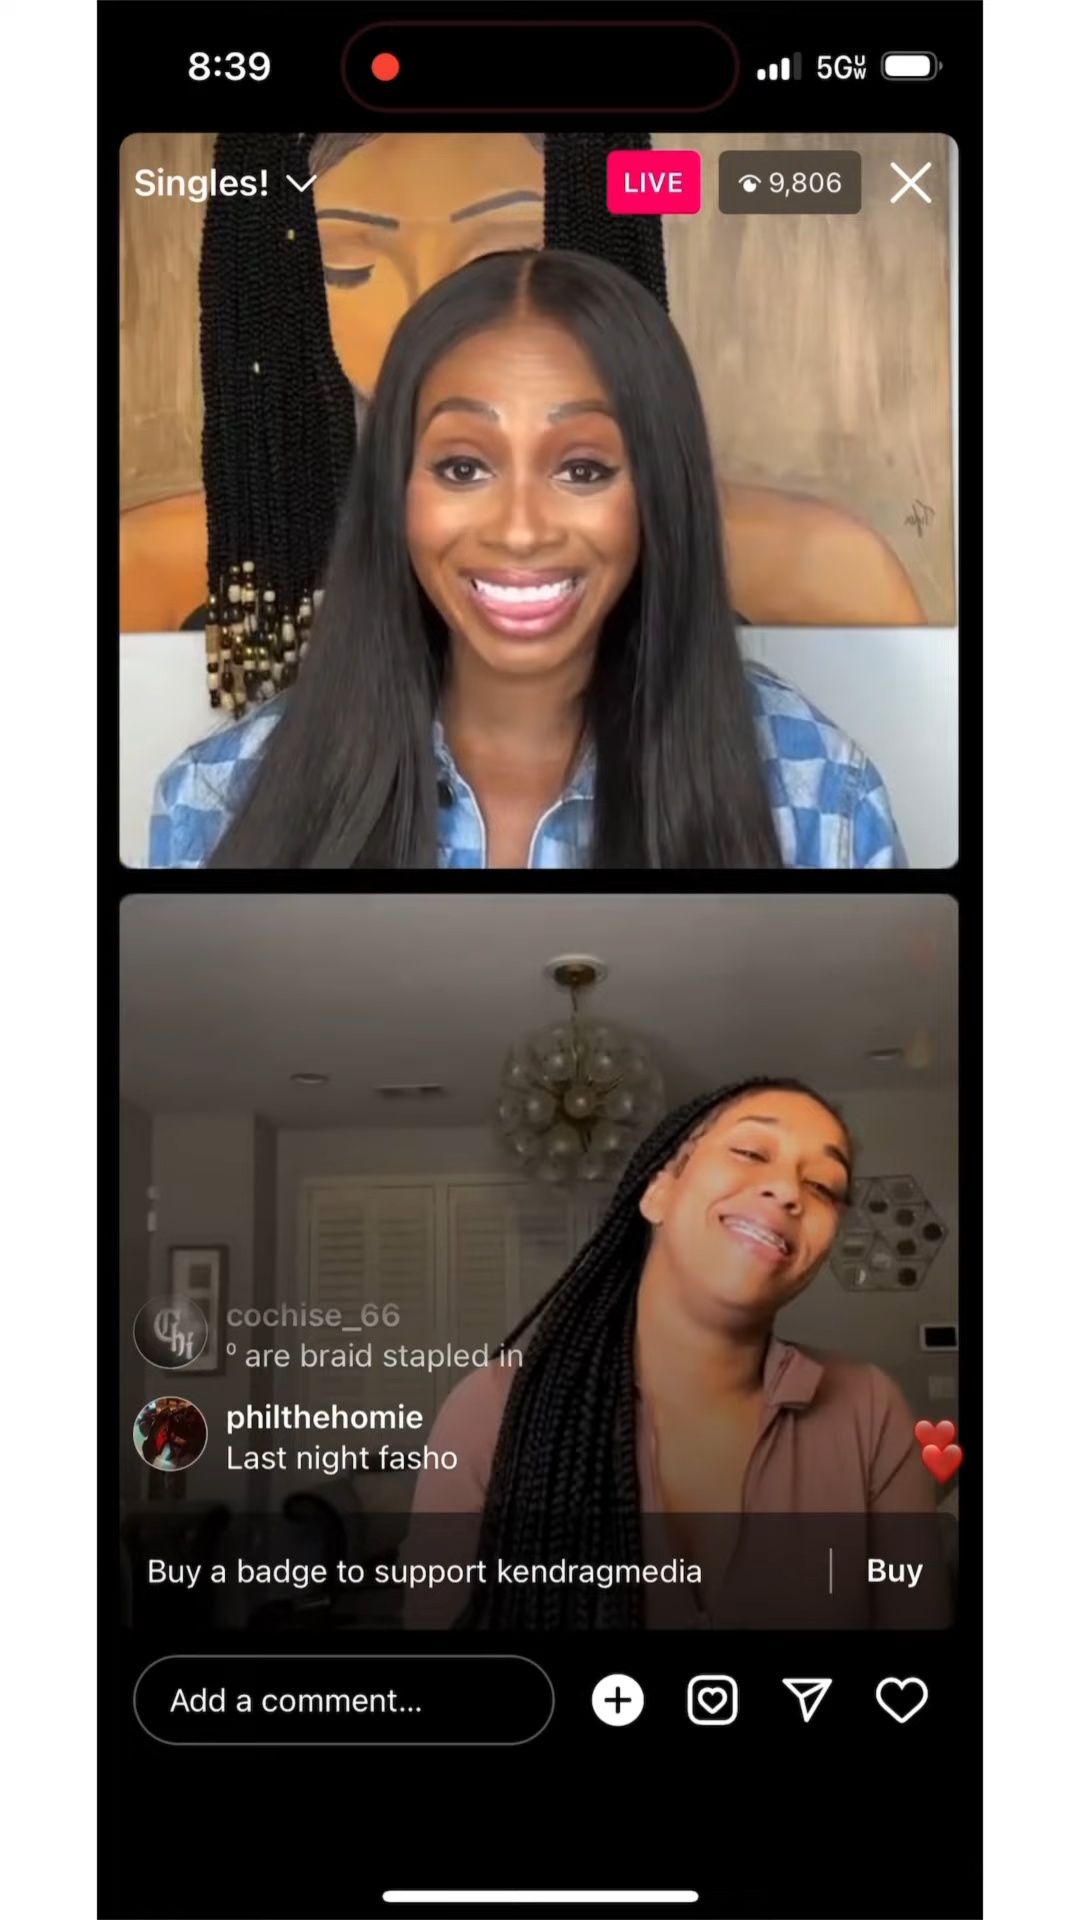 8:39
5G UW
Singles!
LIVE
9,806
cochise_66
º are braid stapled in
philthehomie
Last night fasho
Buy a badge to support kendragmedia
Buy
Add a comment...